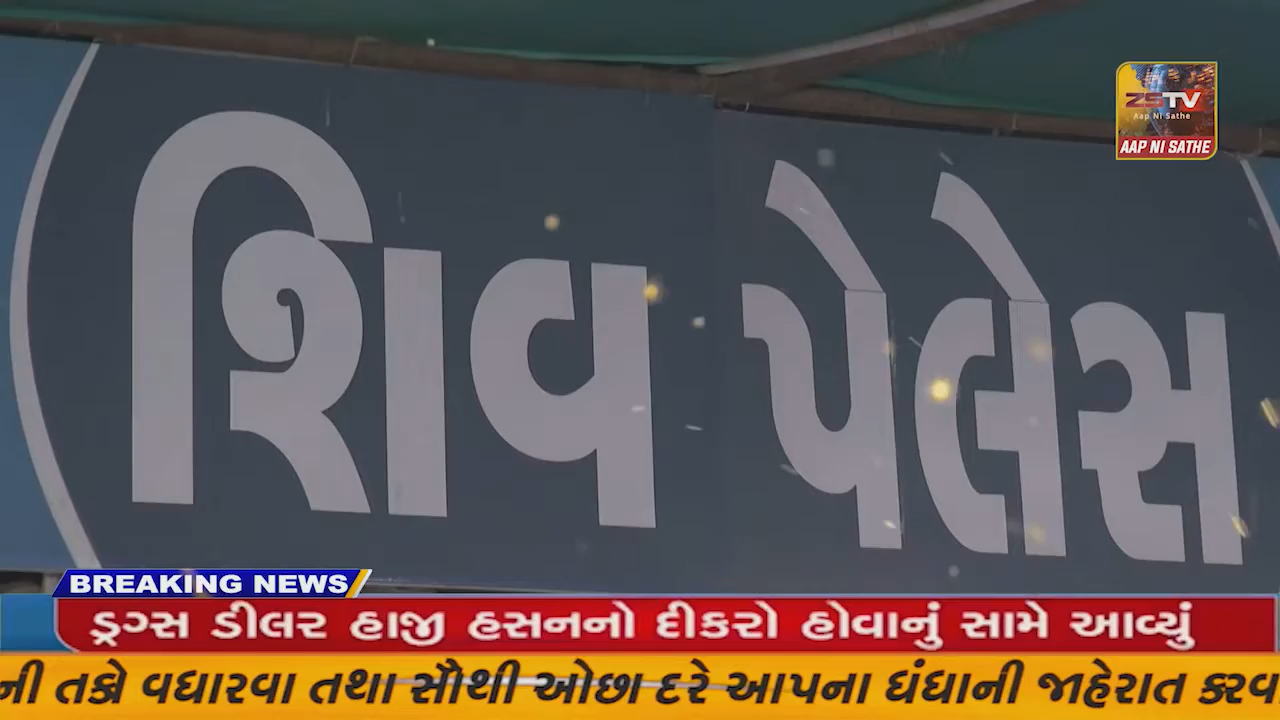 ZSTV
Aap Ni Sathe
AAP NI SATHE
શિવ પેલેસ
BREAKING NEWS
ડ્રગ્સ ડીલર હાજી હસનનો દીકરો હોવાનું સામે આવ્યું
ની તકો વધારવા તથા સૌથી ઓછા દરે આપના ધંધાની જાહેરાત કરવ